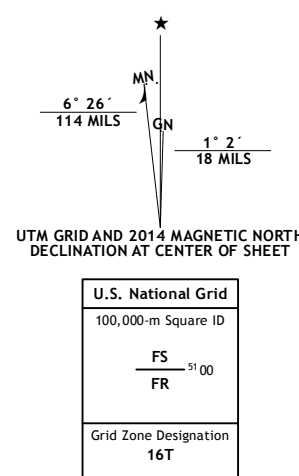 ★
MN.
6° 26´
114 MILS
GN
1° 2´
18 MILS
UTM GRID AND 2014 MAGNETIC NORTH
DECLINATION AT CENTER OF SHEET
U.S. National Grid
100,000-m Square ID
FS
51 00
FR
Grid Zone Designation
16T